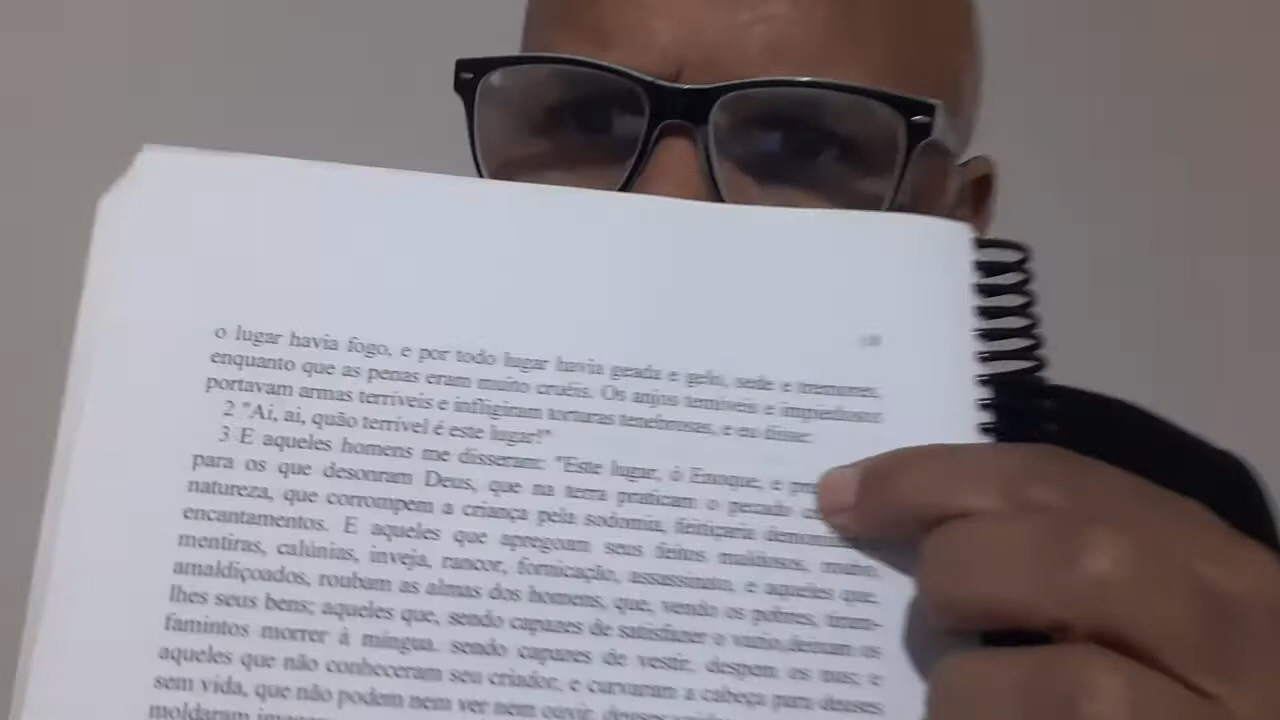 o lugar havia fogo, e por todo lugar havia geada e gelo, sede e tremores,
enquanto que as penas eram muito cruéis. Os anjos temíveis e impiedosos
portavam armas terríveis e infligiram torturas tenebrosas, e eu disse:
2 "Ai, ai, quão terrível é este lugar!"
3 E aqueles homens me disseram: "Este lugar, ó Enoque, e
para os que desonram Deus, que na terra praticam o pecado
natureza, que corrompem a criança pela sodomia, feitiçaria
encantamentos. E aqueles que apregoam seus feitos maldosos, roubo,
mentiras, calúnias, inveja, rancor, fornicação, assassinato, e aqueles que,
amaldiçoados, roubam as almas dos homens, que, vendo os pobres, tiram-
lhes seus bens; aqueles que, sendo capazes de satisfazer o vazio, deixam os
famintos morrer à míngua, sendo capazes de vestir, despem os nus; e
aqueles que não conheceram seu criador, e curvaram a cabeça para deuses
sem vida, que não podem nem ver nem ouvir, deuses
moldaram